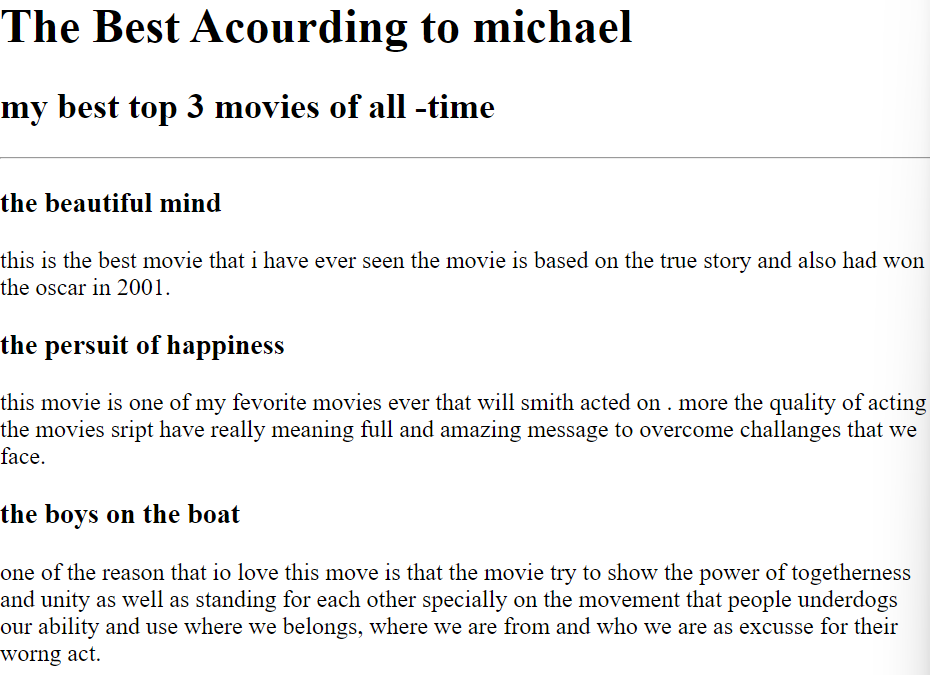 The Best Acourding to michael
my best top 3 movies of all -time
the beautiful mind
this is the best movie that i have ever seen the movie is based on the true story and also had won
the oscar in 2001.
the persuit of happiness
this movie is one of my fevorite movies ever that will smith acted on . more the quality of acting
the movies sript have really meaning full and amazing message to overcome challanges that we
face.
the boys on the boat
one of the reason that io love this move is that the movie try to show the power of togetherness
and unity as well as standing for each other specially on the movement that people underdogs
our ability and use where we belongs, where we are from and who we are as excusse for their
worng act.